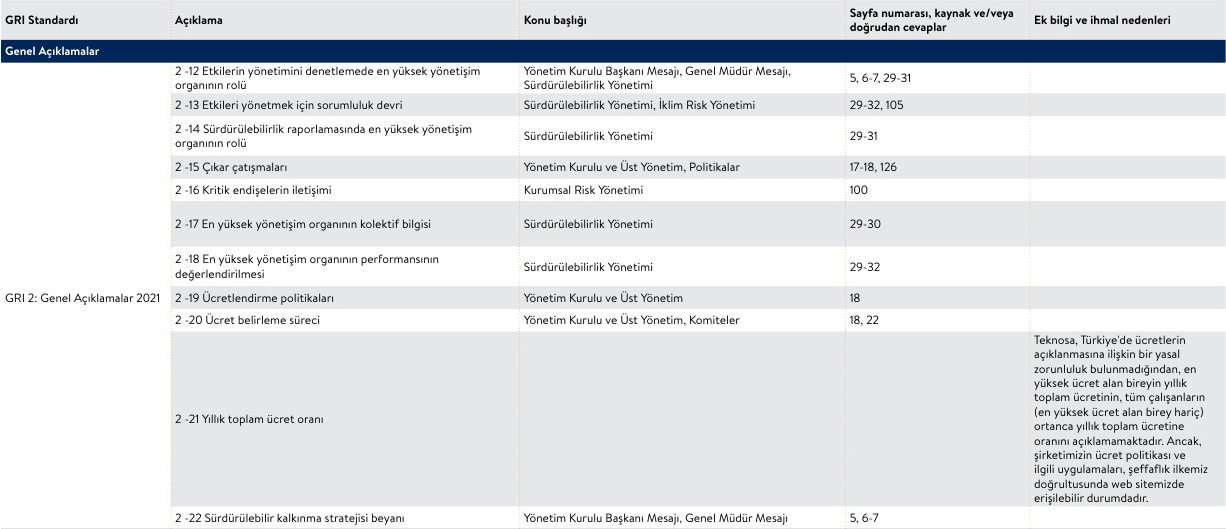 GRI Standardı
Açıklama
Konu başlığı
Sayfa numarası, kaynak ve/veya
doğrudan cevaplar
Ek bilgi ve ihmal nedenleri
Genel Açıklamalar
GRI 2: Genel Açıklamalar 2021
2 -12 Etkilerin yönetimini denetlemede en yüksek yönetişim
organının rolü
Yönetim Kurulu Başkanı Mesajı, Genel Müdür Mesajı,
Sürdürülebilirlik Yönetimi
5, 6-7, 29-31
2 -13 Etkileri yönetmek için sorumluluk devri
Sürdürülebilirlik Yönetimi, İklim Risk Yönetimi
29-32, 105
2 -14 Sürdürülebilirlik raporlamasında en yüksek yönetişim
organının rolü
Sürdürülebilirlik Yönetimi
29-31
2 -15 Çıkar çatışmaları
Yönetim Kurulu ve Üst Yönetim, Politikalar
17-18, 126
2 -16 Kritik endişelerin iletişimi
Kurumsal Risk Yönetimi
100
2 -17 En yüksek yönetişim organının kolektif bilgisi
Sürdürülebilirlik Yönetimi
29-30
2 -18 En yüksek yönetişim organının performansının
değerlendirilmesi
Sürdürülebilirlik Yönetimi
29-32
2 -19 Ücretlendirme politikaları
Yönetim Kurulu ve Üst Yönetim
18
2 -20 Ücret belirleme süreci
Yönetim Kurulu ve Üst Yönetim, Komiteler
18, 22
2 -21 Yıllık toplam ücret oranı
Teknosa, Türkiye'de ücretlerin
açıklanmasına ilişkin bir yasal
zorunluluk bulunmadığından, en
yüksek ücret alan bireyin yıllık
toplam ücretinin, tüm çalışanların
(en yüksek ücret alan birey hariç)
ortanca yıllık toplam ücretine
oranını açıklamamaktadır. Ancak,
şirketimizin ücret politikası ve
ilgili uygulamaları, şeffaflık ilkemiz
doğrultusunda web sitemizde
erişilebilir durumdadır.
2 -22 Sürdürülebilir kalkınma stratejisi beyanı
Yönetim Kurulu Başkanı Mesajı, Genel Müdür Mesajı
5, 6-7